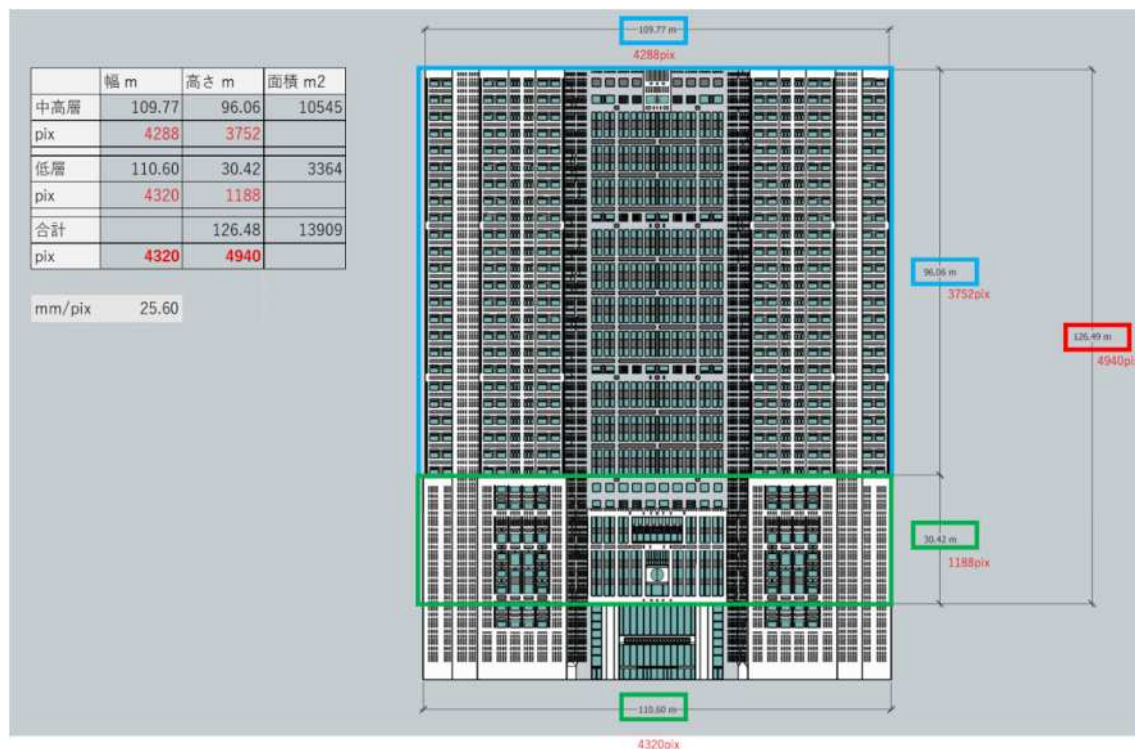 109.77 m
4288pix
幅 m 高さ m 面積 m2
中高層 109.77 96.06 10545
pix 4288 3752
低層 110.60 30.42 3364
pix 4320 1188
合計 126.48 13909
pix 4320 4940
mm/pix 25.60
96.06 m
3752pix
126.49 m
4940pix
30.42 m
1188pix
110.60 m
4320pix